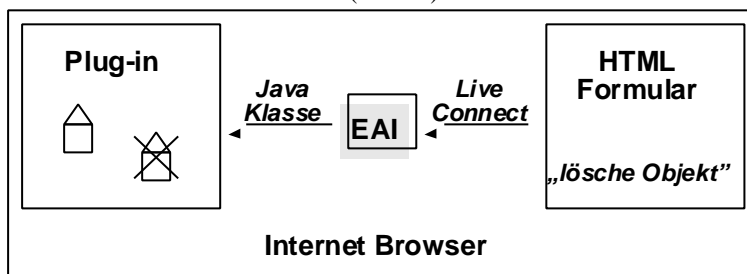 Plug-in
Java
Klasse
EAI
Live
Connect
HTML
Formular
„lösche Objekt”
Internet Browser